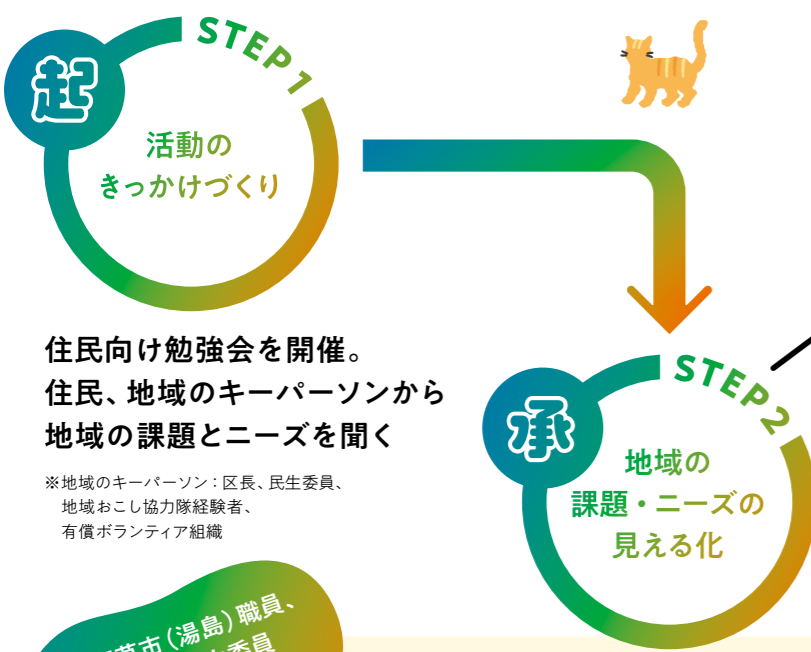 起
STEP1
活動の
きっかけづくり
住民向け勉強会を開催。
住民、地域のキーパーソンから
地域の課題とニーズを聞く
※地域のキーパーソン：区長、民生委員、
地域おこし協力隊経験者、
有償ボランティア組織
承
STEP2
地域の
課題・ニーズの
見える化
市（湯島）職員、
委員